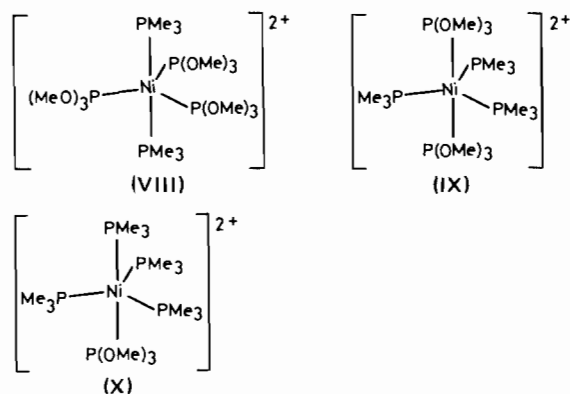 PMe3 2+
P(OMe)3
(MeO)3P Ni P(OMe)3
PMe3
(VIII)
P(OMe)3 2+
PMe3
Me3P Ni PMe3
P(OMe)3
(IX)
PMe3 2+
PMe3
Me3P Ni PMe3
P(OMe)3
(X)